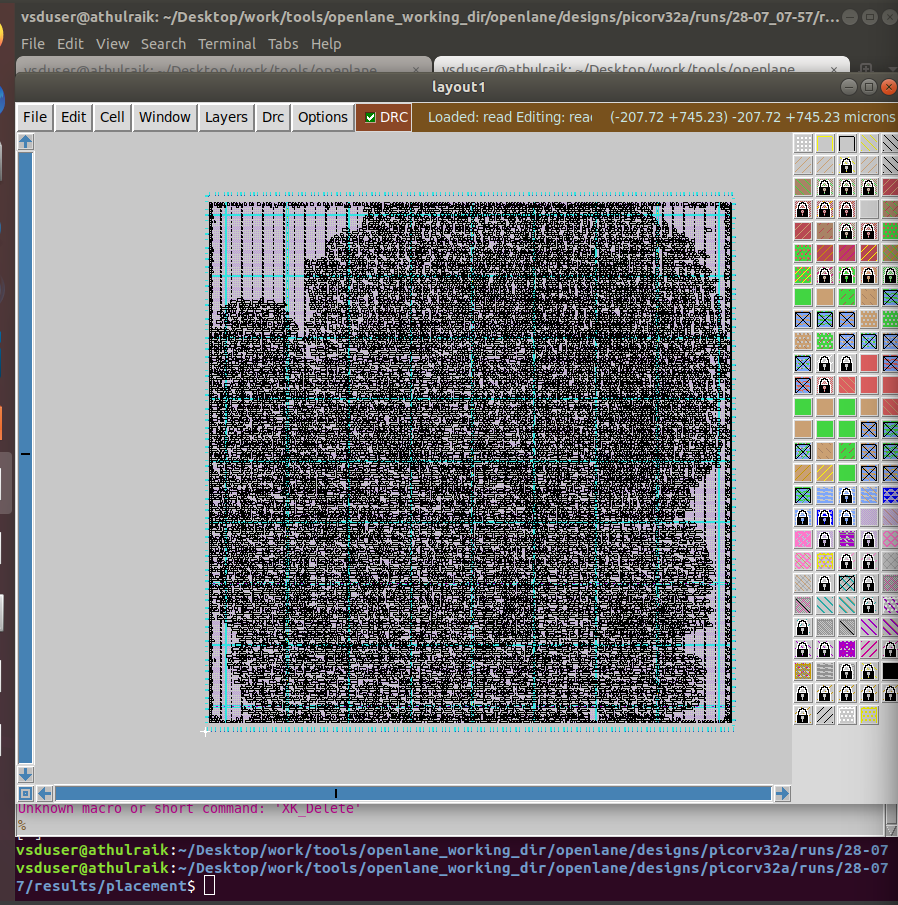 vsduser@athulraik: ~/Desktop/work/tools/openlane_working_dir/openlane/designs/picorv32a/runs/28-07_07-57/r...
File Edit View Search Terminal Tabs Help
vsduser@athulraik: ~/Desktop/work/tools/openlane_ × vsduser@athulraik: ~/Desktop/work/tools/openlane_ ×
layout1
File Edit Cell Window Layers Drc Options DRC Loaded: read Editing: read (-207.72 +745.23) -207.72 +745.23 microns
Unknown macro or short command: 'XK_Delete'
%
vsduser@athulraik:~/Desktop/work/tools/openlane_working_dir/openlane/designs/picorv32a/runs/28-07
vsduser@athulraik:~/Desktop/work/tools/openlane_working_dir/openlane/designs/picorv32a/runs/28-07
7/results/placement$